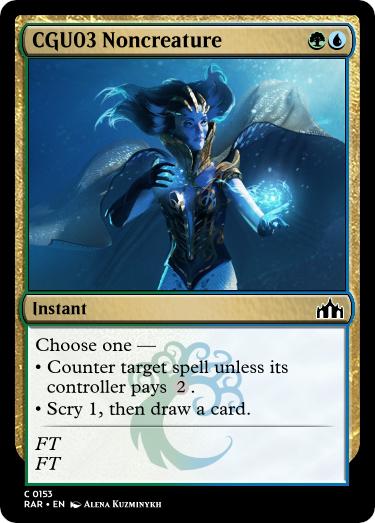 CGU03 Noncreature
Instant
Choose one —
• Counter target spell unless its
controller pays 2 .
• Scry 1, then draw a card.
FT
FT
C 0153
RAR • EN Alena Kuzminykh